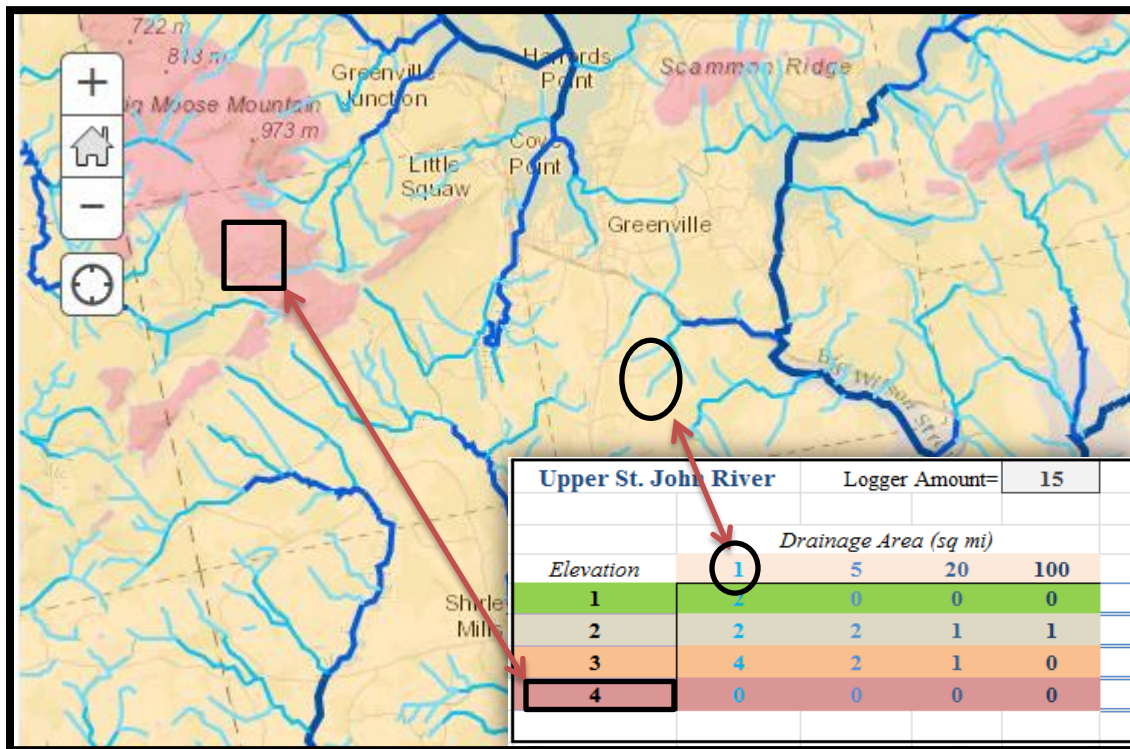 722 m
813 m
Big Moose Mountain
973 m
Greenville
Junction
Harfords
Point
Scammon Ridge
Little
Squaw
Cove
Point
Greenville
Big Wilson Stre
Shirley
Mills
+
−
Upper St. John River Logger Amount= 15
Drainage Area (sq mi)
Elevation 1 5 20 100
1 2 0 0 0
2 2 2 1 1
3 4 2 1 0
4 0 0 0 0